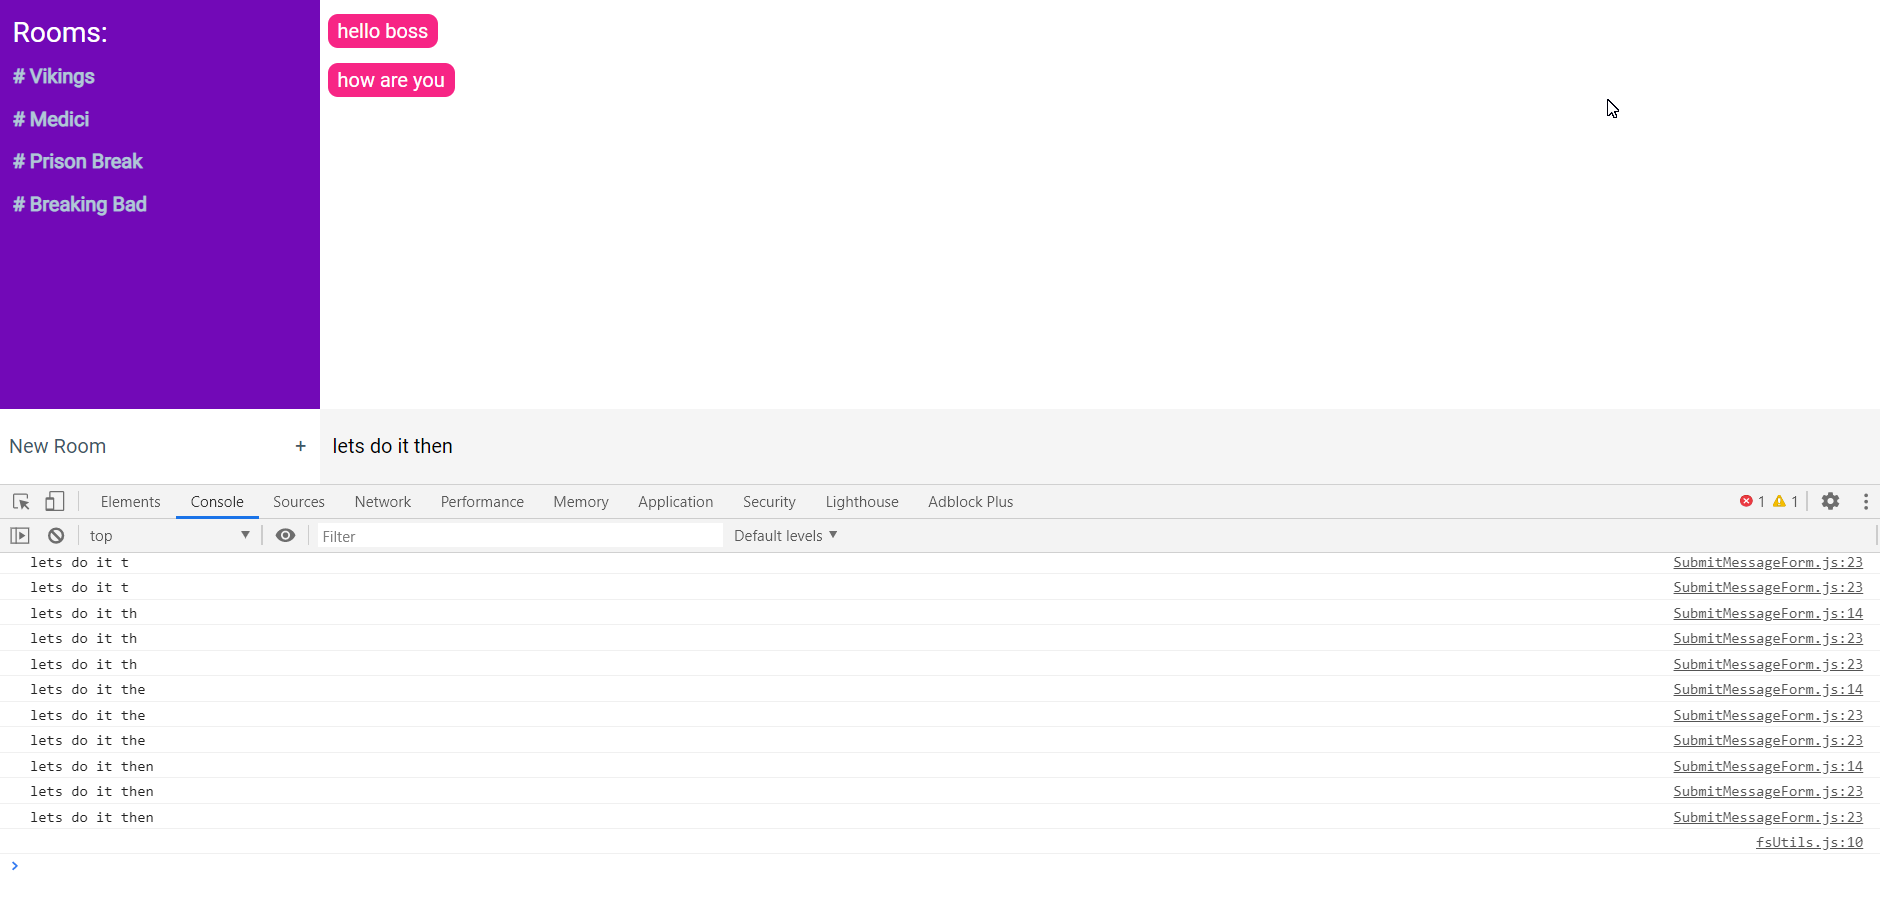 Rooms:
# Vikings
# Medici
# Prison Break
# Breaking Bad
hello boss
how are you
New Room +
lets do it then
Elements Console Sources Network Performance Memory Application Security Lighthouse Adblock Plus 1 1
top Filter Default levels
lets do it t SubmitMessageForm.js:23
lets do it t SubmitMessageForm.js:23
lets do it th SubmitMessageForm.js:14
lets do it th SubmitMessageForm.js:23
lets do it th SubmitMessageForm.js:23
lets do it the SubmitMessageForm.js:14
lets do it the SubmitMessageForm.js:23
lets do it the SubmitMessageForm.js:23
lets do it then SubmitMessageForm.js:14
lets do it then SubmitMessageForm.js:23
lets do it then SubmitMessageForm.js:23
fsUtils.js:10